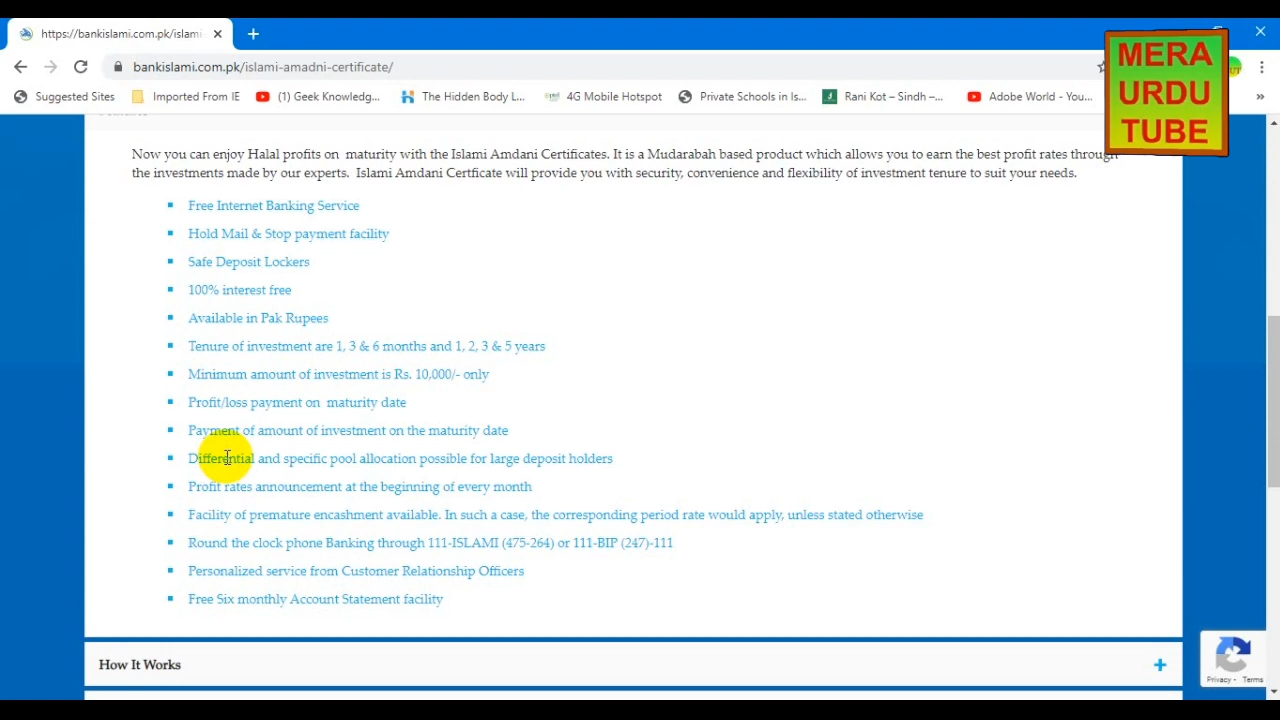 https://bankislami.com.pk/islami
bankislami.com.pk/islami-amadni-certificate/
MERA
URDU
TUBE
Suggested Sites
Imported From IE
(1) Geek Knowledg...
The Hidden Body L...
4G Mobile Hotspot
Private Schools in Is...
Rani Kot – Sindh –...
Adobe World - You...
Now you can enjoy Halal profits on maturity with the Islami Amdani Certificates. It is a Mudarabah based product which allows you to earn the best profit rates through
the investments made by our experts. Islami Amdani Certficate will provide you with security, convenience and flexibility of investment tenure to suit your needs.
Free Internet Banking Service
Hold Mail & Stop payment facility
Safe Deposit Lockers
100% interest free
Available in Pak Rupees
Tenure of investment are 1, 3 & 6 months and 1, 2, 3 & 5 years
Minimum amount of investment is Rs. 10,000/- only
Profit/loss payment on maturity date
Payment of amount of investment on the maturity date
Differential and specific pool allocation possible for large deposit holders
Profit rates announcement at the beginning of every month
Facility of premature encashment available. In such a case, the corresponding period rate would apply, unless stated otherwise
Round the clock phone Banking through 111-ISLAMI (475-264) or 111-BIP (247)-111
Personalized service from Customer Relationship Officers
Free Six monthly Account Statement facility
How It Works
Privacy - Terms